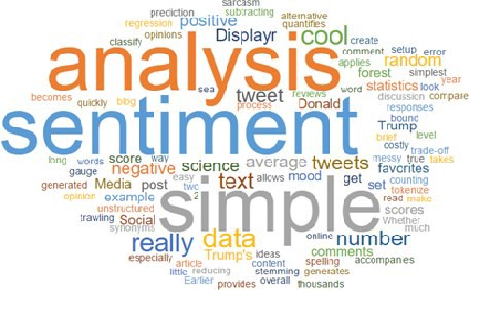 sarcasm
prediction subtracting alternative
regression positive quantifies
opinions Displayr cool create
classify comment setup error
analysis applies random
forest simplest
sea tweet reviews word statistics look year
becomes quickly bbg process Donald discussion compare
responses
sentiment bound
Trump level
brief
costly
trade-off
long words score way average tweets messy true takes
gauge negative science favorites
easy text allows mood get counting
generated Media post two set tokenize
opinion example simple read make
unstructured scores
trawling Social Whether
synonyms much
really data online number
Trump's ideas comments
especially article content spelling accompanies
little reducing stemming generates
Earlier provides overall thousands